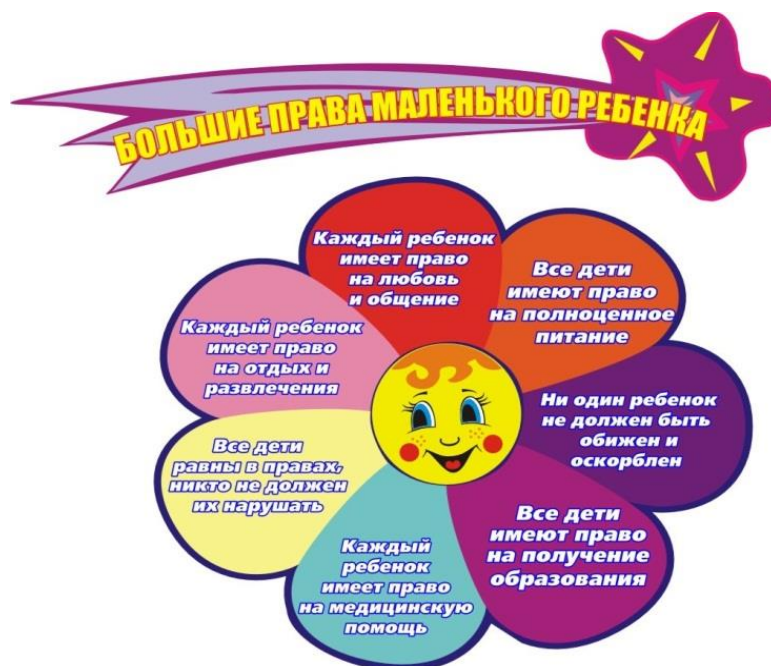 БОЛЬШИЕ ПРАВА МАЛЕНЬКОГО РЕБЕНКА
Каждый ребенок
имеет право
на любовь
и общение
Все дети
имеют право
на полноценное
питание
Ни один ребенок
не должен быть
обижен и
оскорблен
Все дети
имеют право
на получение
образования
Каждый
ребенок
имеет право
на медицинскую
помощь
Все дети
равны в правах,
никто не должен
их нарушать
Каждый ребенок
имеет право
на отдых и
развлечения